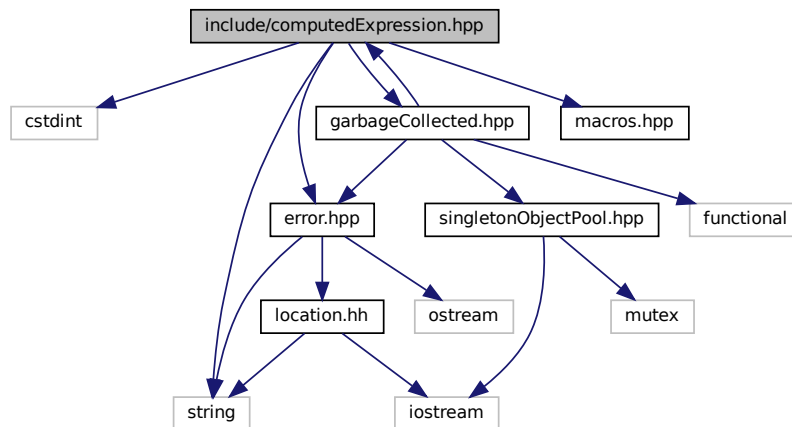 include/computedExpression.hpp
cstdint
garbageCollected.hpp
macros.hpp
error.hpp
singletonObjectPool.hpp
functional
location.hh
ostream
mutex
string
iostream